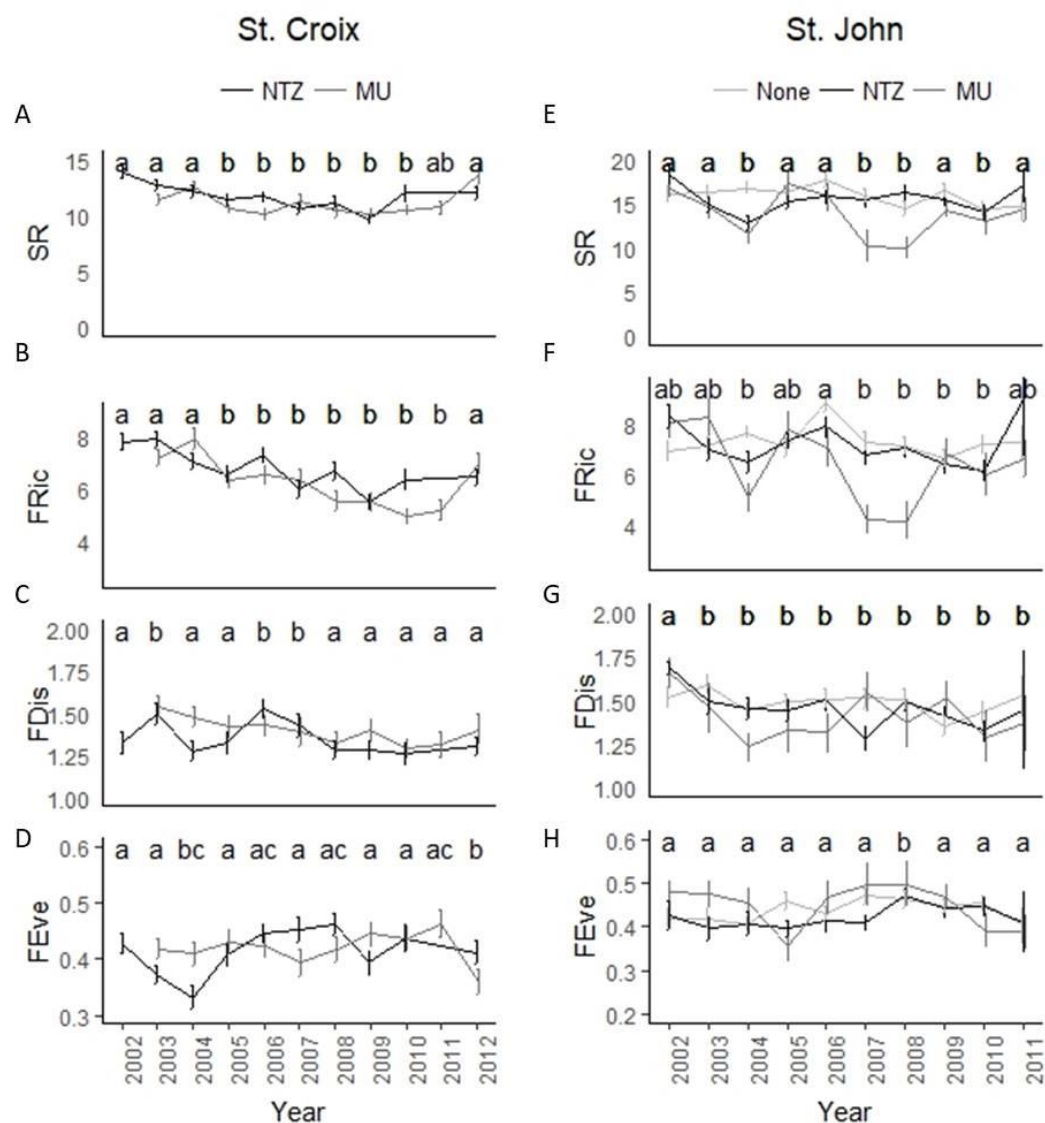 St. Croix
NTZ MU
A
15
10
5
0
SR
a a a b b b b b b ab a
B
8
6
4
FRic
a a a b b b b b b b a
C
2.00
1.75
1.50
1.25
1.00
FDis
a b a a b b a a a a a
D
0.6
0.5
0.4
0.3
FEve
a a bc a ac a ac a a ac b
2002 2003 2004 2005 2006 2007 2008 2009 2010 2011 2012
Year
St. John
None NTZ MU
E
20
15
10
5
0
SR
a a b a a b b a b a
F
8
6
4
FRic
ab ab b ab a b b b b ab
G
2.00
1.75
1.50
1.25
1.00
FDis
a b b b b b b b b b
H
0.6
0.5
0.4
0.3
0.2
FEve
a a a a a a b a a a
2002 2003 2004 2005 2006 2007 2008 2009 2010 2011
Year